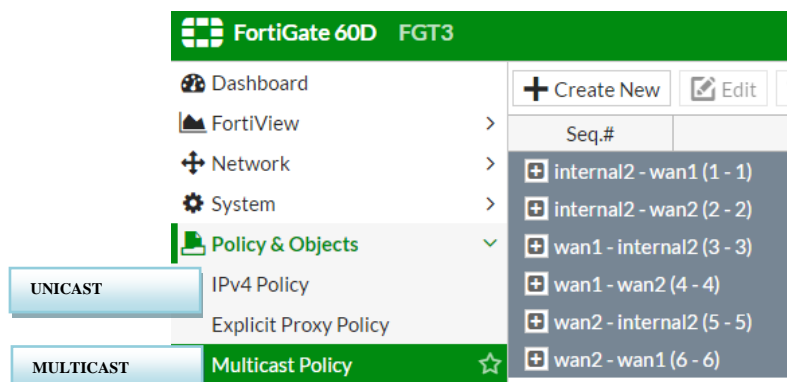 FortiGate 60D FGT3
Dashboard
FortiView
Network
System
Policy & Objects
UNICAST
IPv4 Policy
Explicit Proxy Policy
MULTICAST
Multicast Policy
Create New Edit
Seq.#
internal2 - wan1 (1 - 1)
internal2 - wan2 (2 - 2)
wan1 - internal2 (3 - 3)
wan1 - wan2 (4 - 4)
wan2 - internal2 (5 - 5)
wan2 - wan1 (6 - 6)